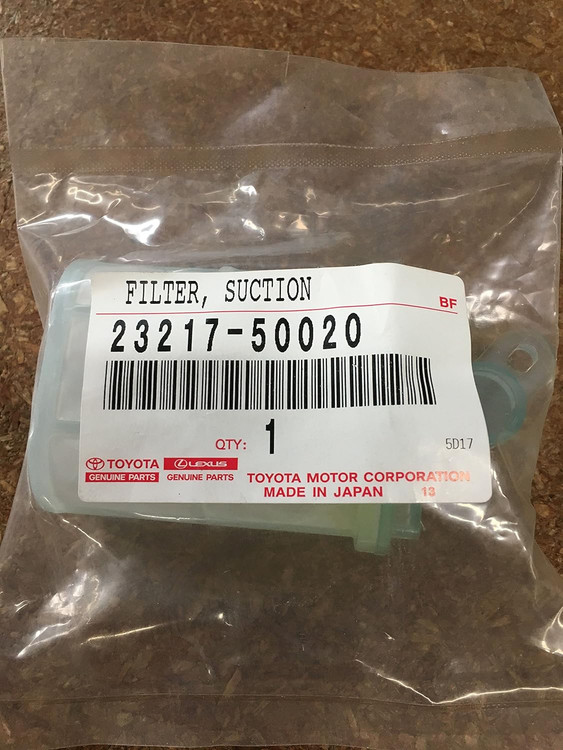 FILTER, SUCTION
BF
23217-50020
QTY: 1
5D17
TOYOTA LEXUS
GENUINE PARTS GENUINE PARTS
TOYOTA MOTOR CORPORATION
MADE IN JAPAN 13